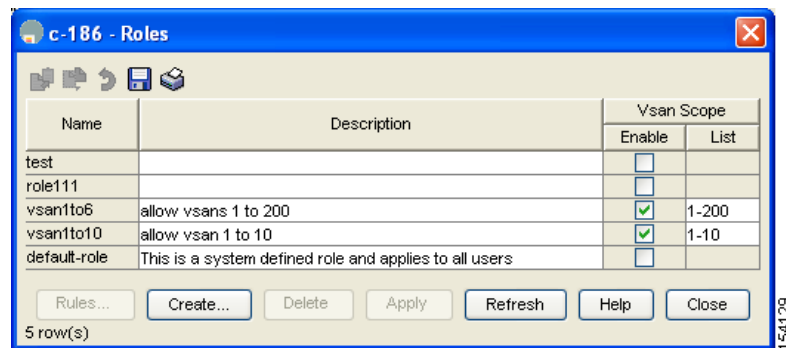 c-186 - Roles
Name Description Vsan Scope
Enable List
test
role111
vsan1to6 allow vsans 1 to 200 1-200
vsan1to10 allow vsan 1 to 10 1-10
default-role This is a system defined role and applies to all users
Rules... Create... Delete Apply Refresh Help Close
5 row(s)
154129